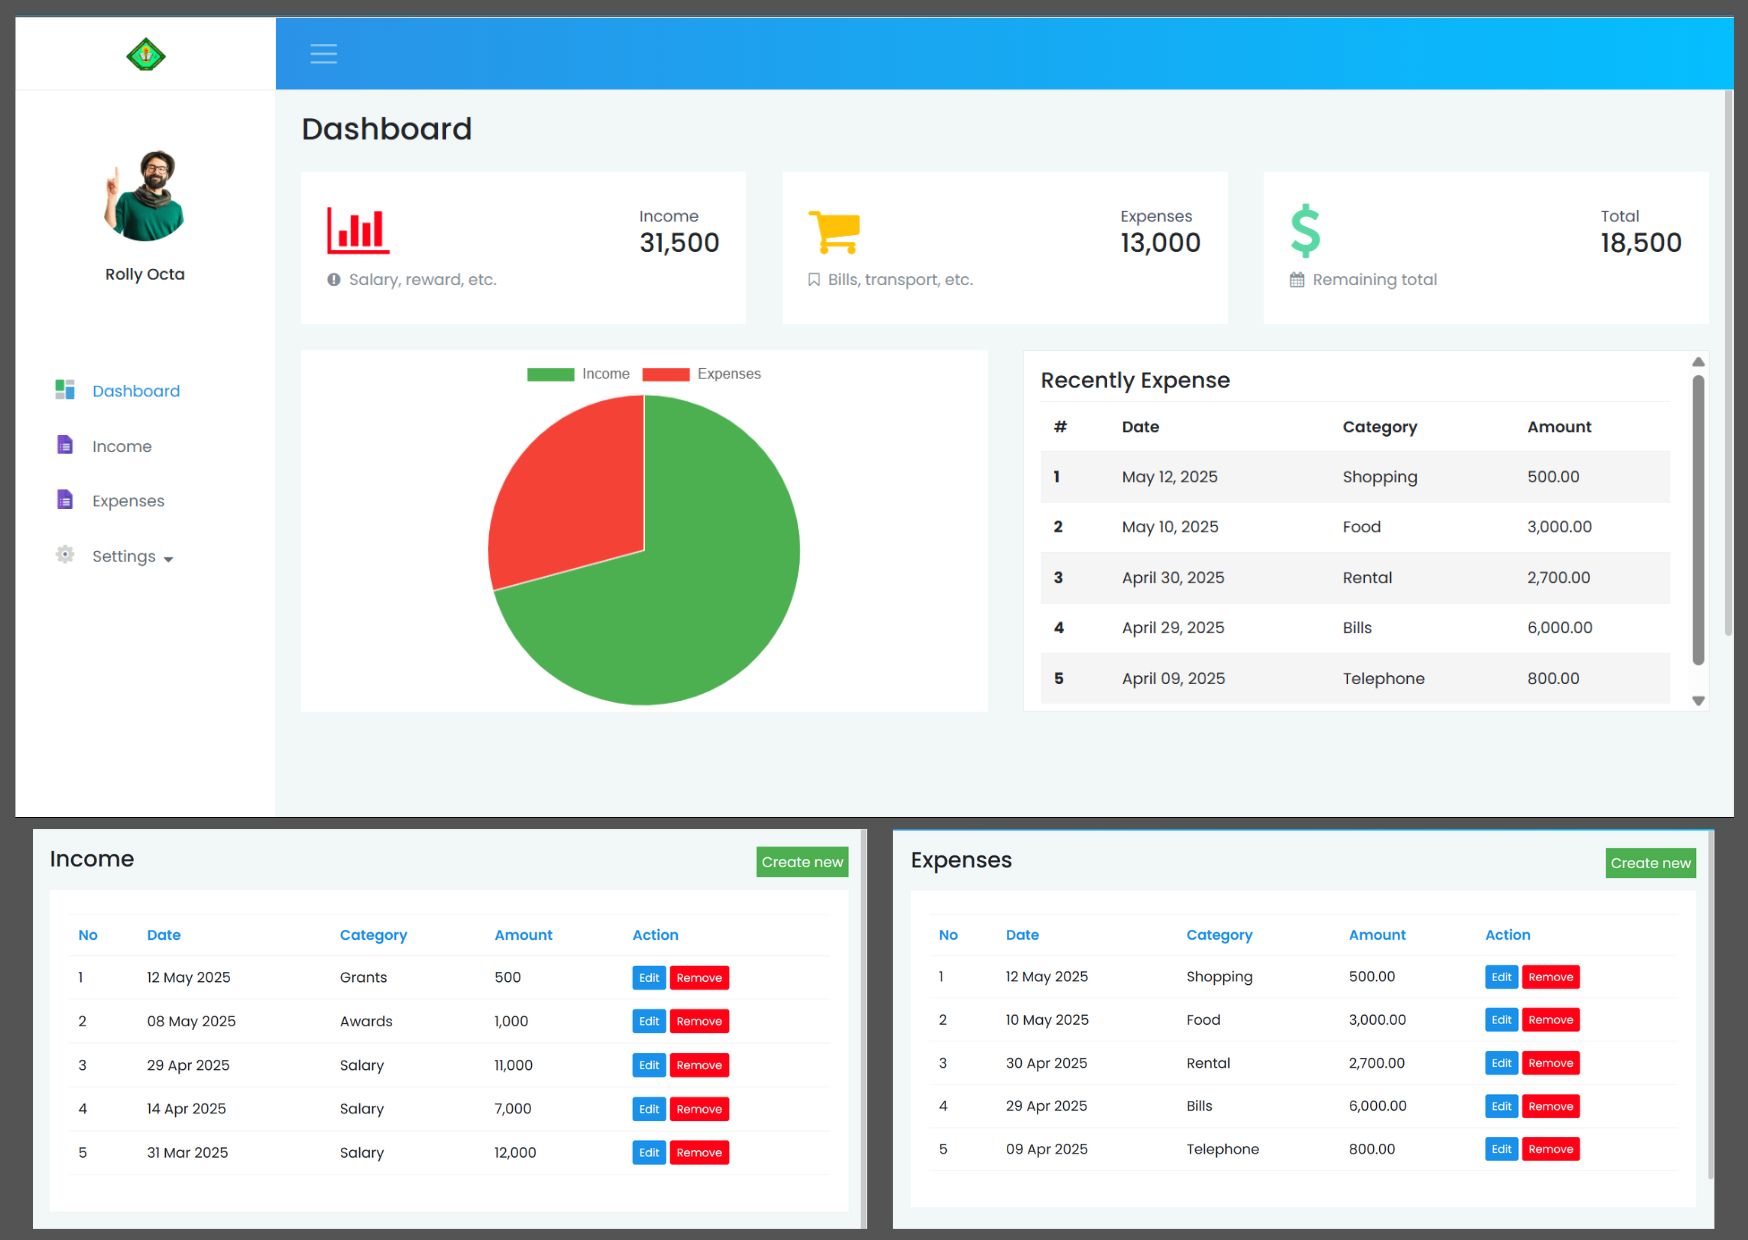 Dashboard
Rolly Octa
Dashboard
Income
Expenses
Settings
Income
31,500
Salary, reward, etc.
Expenses
13,000
Bills, transport, etc.
Total
18,500
Remaining total
Income Expenses
Recently Expense
# Date Category Amount
1 May 12, 2025 Shopping 500.00
2 May 10, 2025 Food 3,000.00
3 April 30, 2025 Rental 2,700.00
4 April 29, 2025 Bills 6,000.00
5 April 09, 2025 Telephone 800.00
Income
Create new
No Date Category Amount Action
1 12 May 2025 Grants 500 Edit Remove
2 08 May 2025 Awards 1,000 Edit Remove
3 29 Apr 2025 Salary 11,000 Edit Remove
4 14 Apr 2025 Salary 7,000 Edit Remove
5 31 Mar 2025 Salary 12,000 Edit Remove
Expenses
Create new
No Date Category Amount Action
1 12 May 2025 Shopping 500.00 Edit Remove
2 10 May 2025 Food 3,000.00 Edit Remove
3 30 Apr 2025 Rental 2,700.00 Edit Remove
4 29 Apr 2025 Bills 6,000.00 Edit Remove
5 09 Apr 2025 Telephone 800.00 Edit Remove